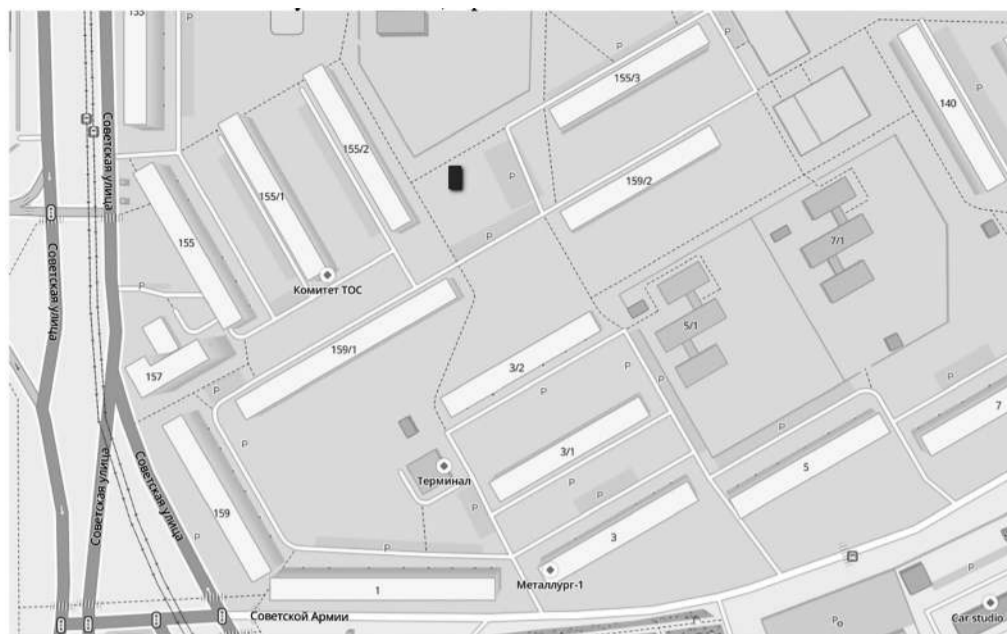 155
155/3
140
155/2
Советская улица
155/1
P
159/2
155
P
7/1
Советская улица
Комитет ТОС
P
5/1
159/1
3/2
157
P
P
7
P
3/1
Терминал
5
P
159
Советская улица
Советская улица
P
3
P
Металлург-1
P
1
Советской Армии
Car studio